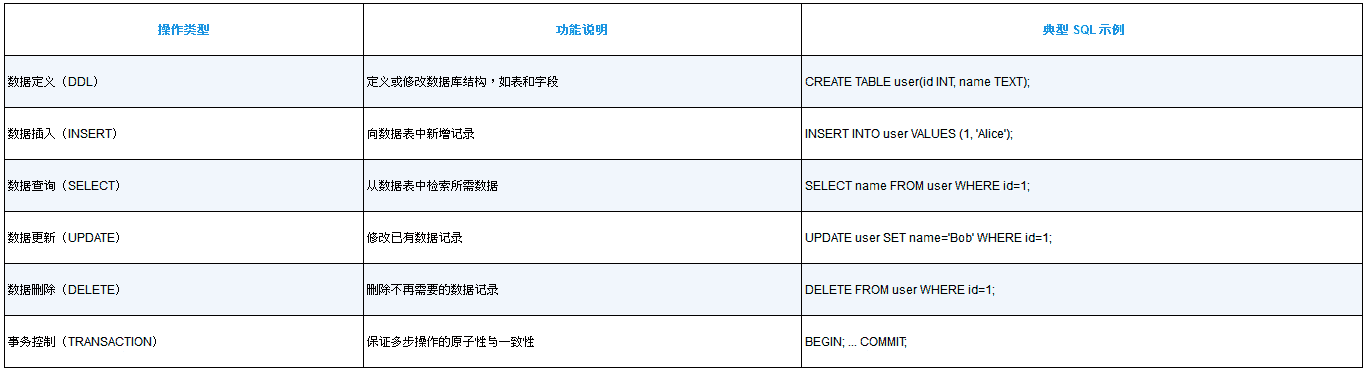 操作类型 功能说明 典型 SQL 示例
数据定义（DDL） 定义或修改数据库结构，如表和字段 CREATE TABLE user(id INT, name TEXT);
数据插入（INSERT） 向数据表中新增记录 INSERT INTO user VALUES (1, 'Alice');
数据查询（SELECT） 从数据表中检索所需数据 SELECT name FROM user WHERE id=1;
数据更新（UPDATE） 修改已有数据记录 UPDATE user SET name='Bob' WHERE id=1;
数据删除（DELETE） 删除不再需要的数据记录 DELETE FROM user WHERE id=1;
事务控制（TRANSACTION） 保证多步操作的原子性与一致性 BEGIN; ... COMMIT;